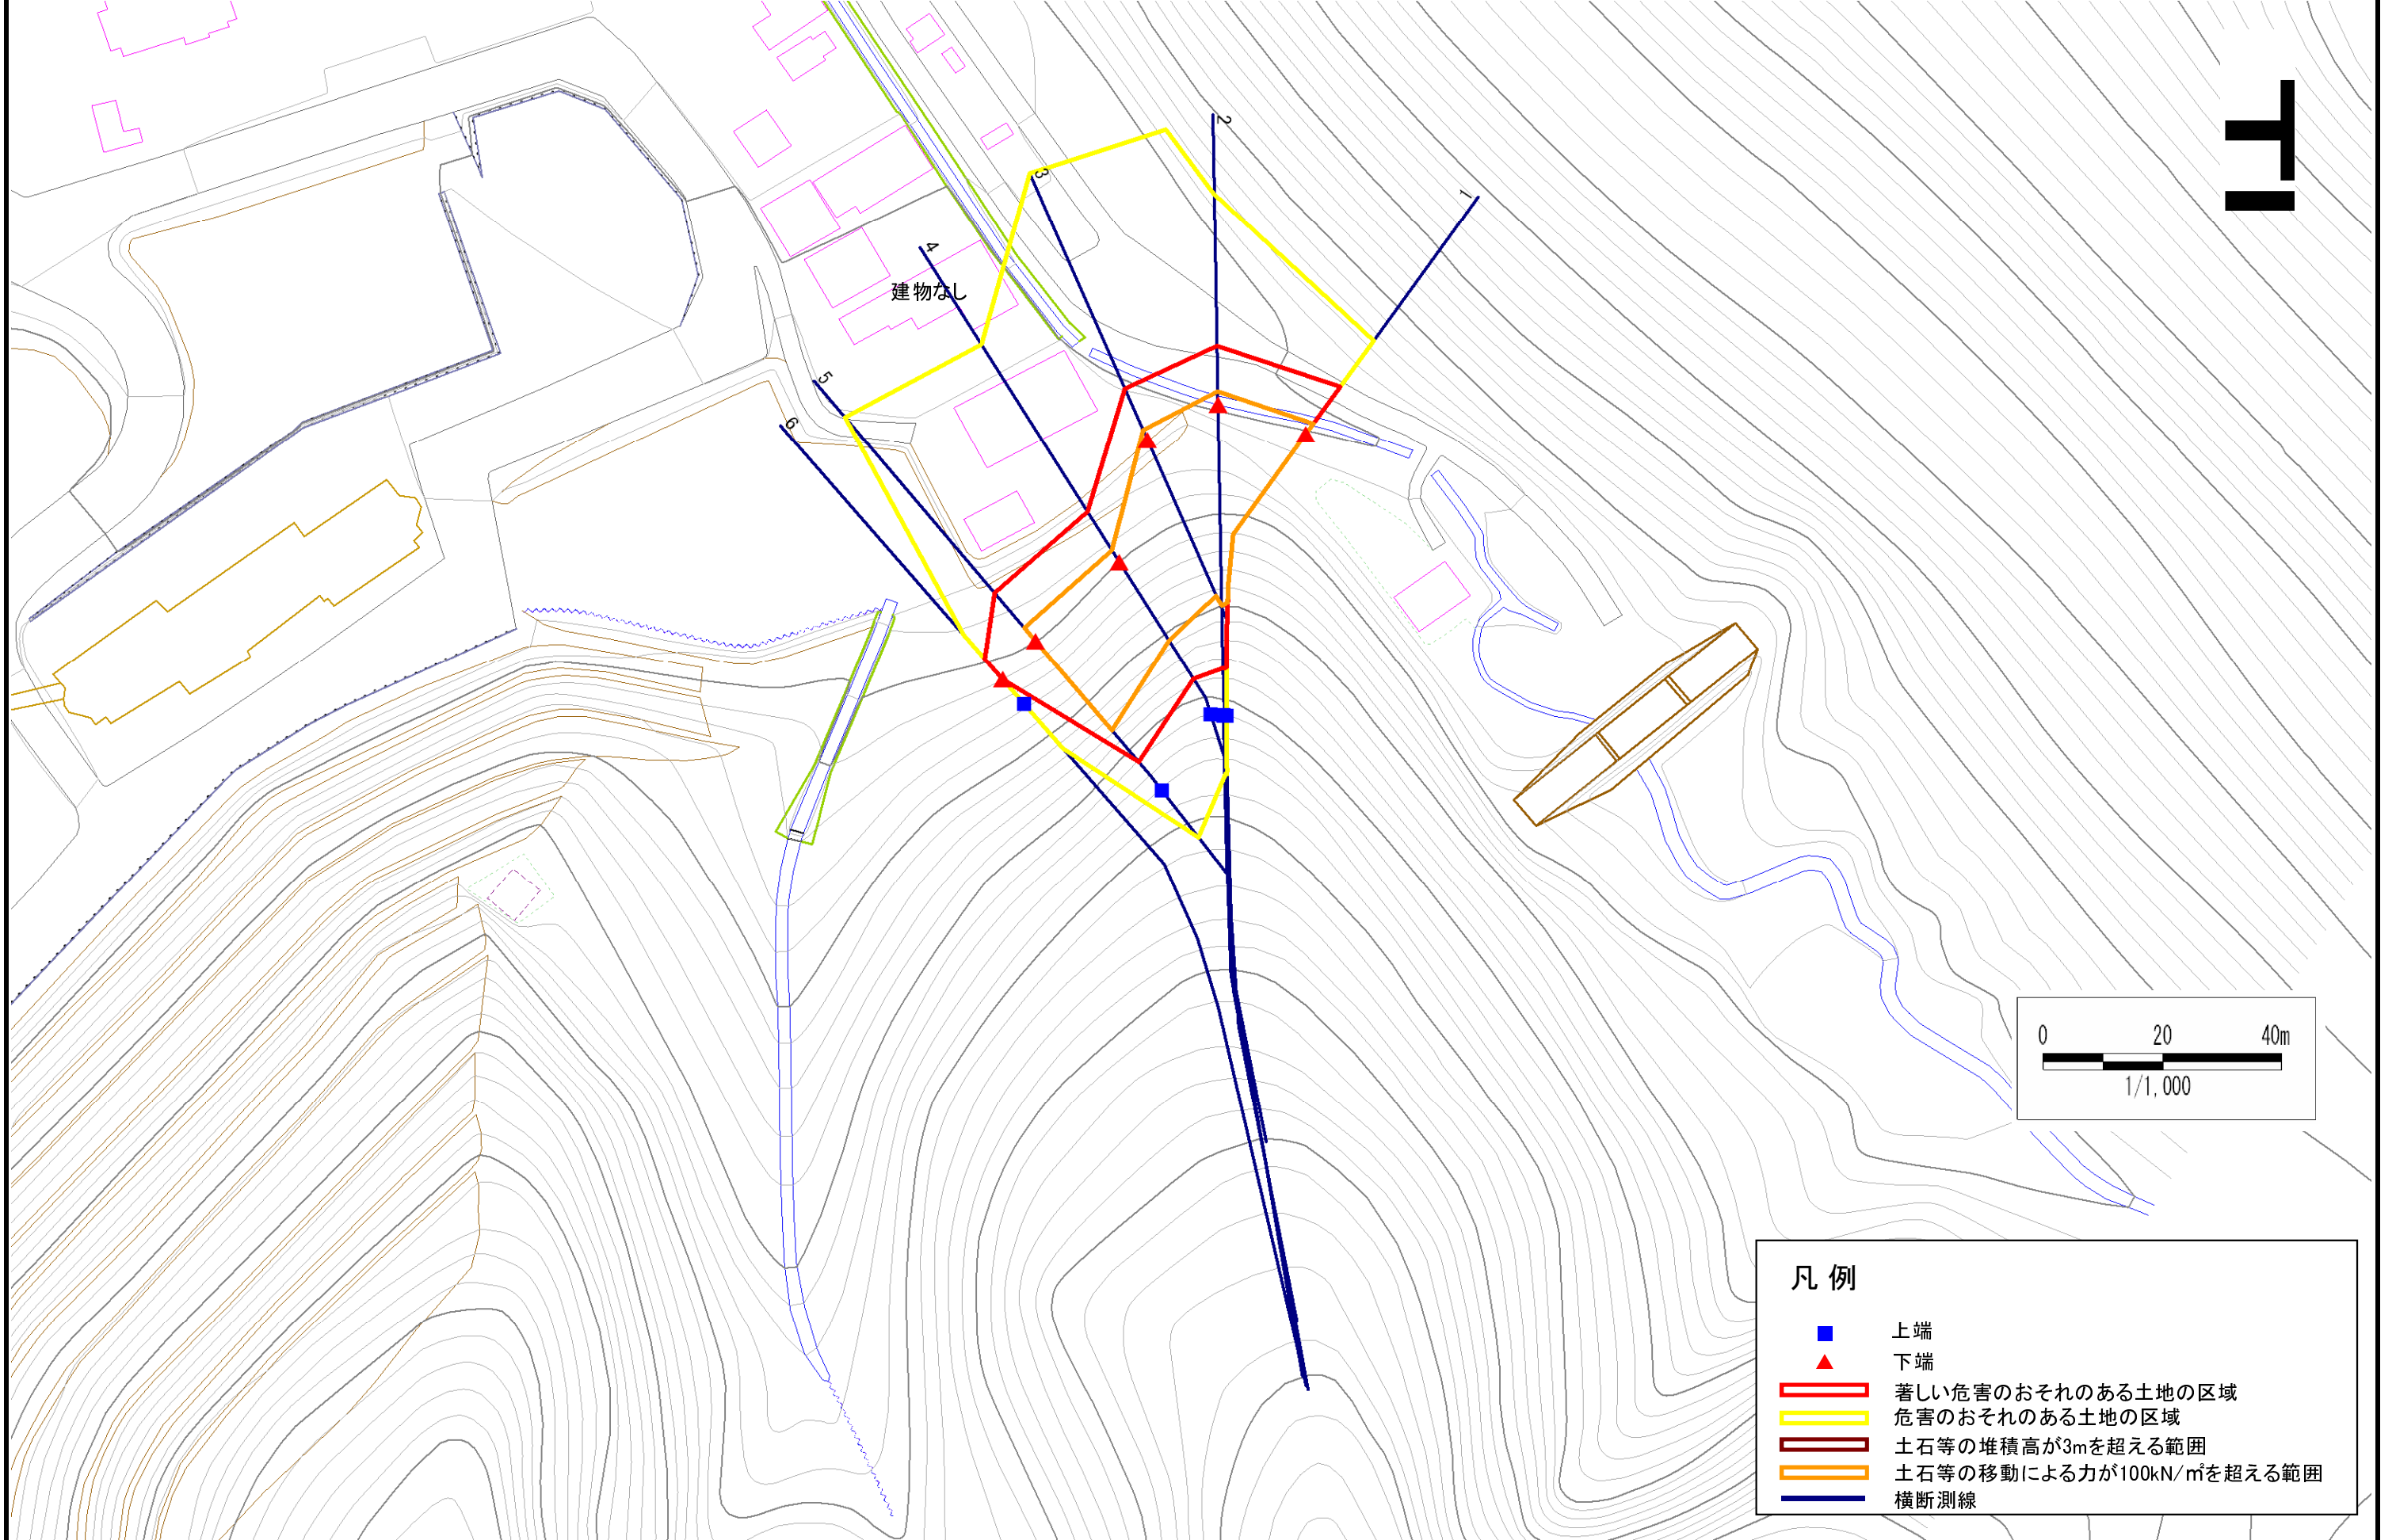 2
3
1
4
建物なし
5
6
0 20 40m
1/1,000
凡 例
上端
下端
著しい危害のおそれのある土地の区域
危害のおそれのある土地の区域
土石等の堆積高が3mを超える範囲
土石等の移動による力が100kN/㎡を超える範囲
横断測線